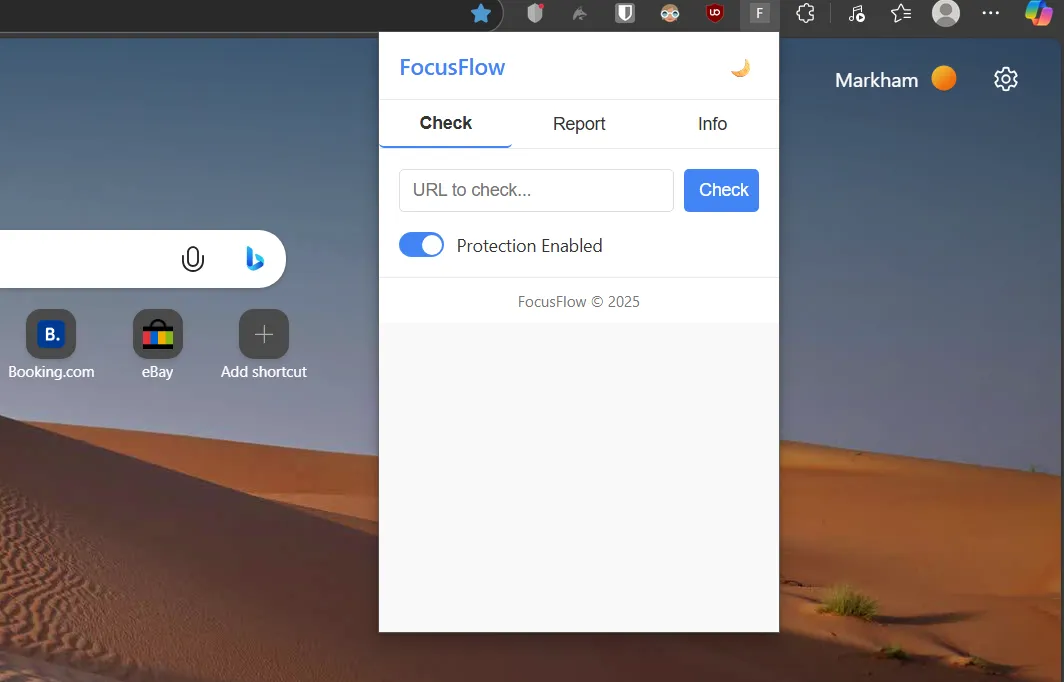 F
FocusFlow
Markham
Check Report Info
URL to check... Check
Protection Enabled
FocusFlow © 2025
B.
Booking.com eBay Add shortcut